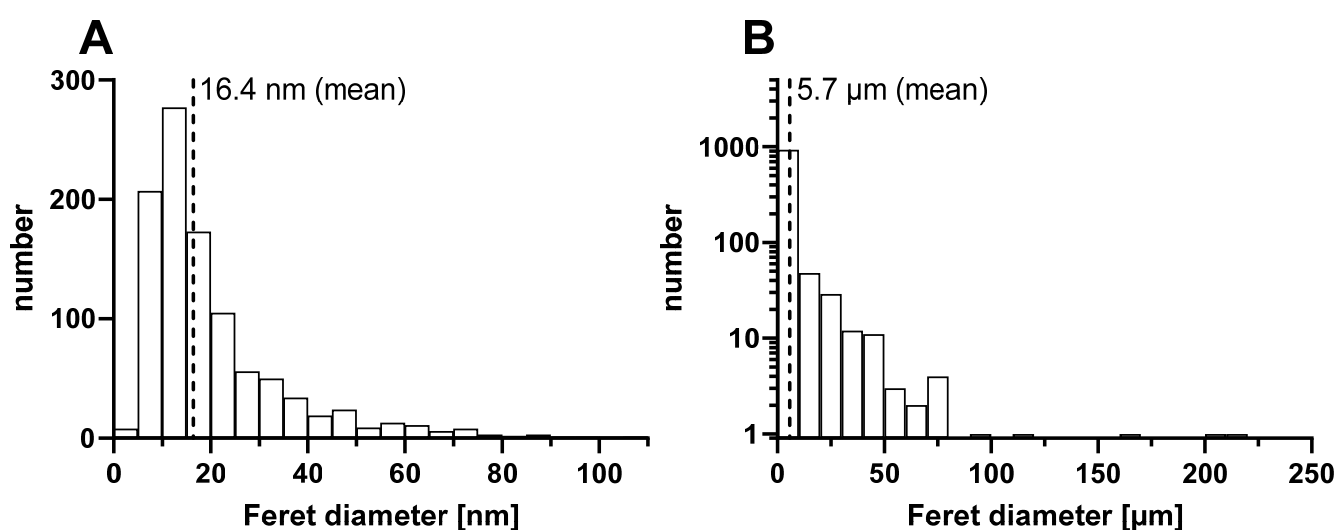 A
300
200
100
0
number
16.4 nm (mean)
0 20 40 60 80 100
Feret diameter [nm]
B
1000
100
10
1
number
5.7 µm (mean)
0 50 100 150 200 250
Feret diameter [µm]